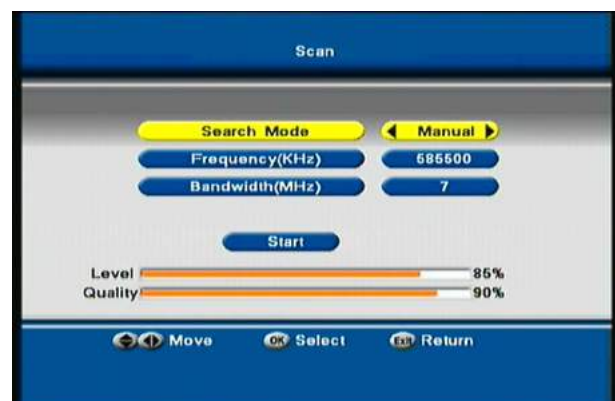 Scan
Search Mode Manual
Frequency(KHz) 585500
Bandwidth(MHz) 7
Start
Level 85%
Quality 90%
Move OK Select Exit Return